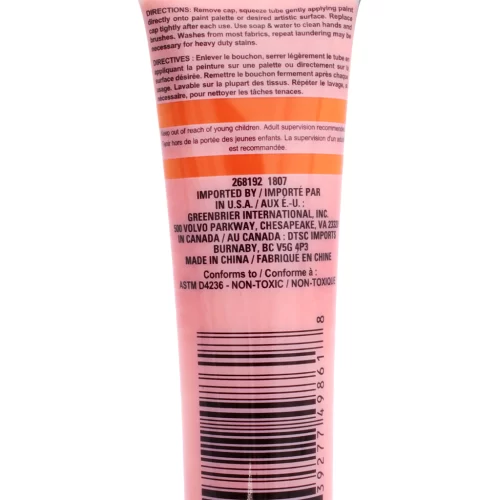 DIRECTIONS: Remove cap, squeeze tube gently applying paint
directly onto paint palette or desired artistic surface. Replace
cap tightly after each use. Use soap & water to clean hands and
brushes. Washes from most fabrics, repeat laundering may be
necessary for heavy duty stains.
DIRECTIVES : Enlever le bouchon, serrer légèrement le tube en
appliquant la peinture sur une palette ou directement sur la
surface désirée. Remettre le bouchon fermement après chaque
usage. Lavable sur la plupart des tissus. Répéter le lavage, si
nécessaire, pour nettoyer les tâches tenaces.
Keep out of reach of young children. Adult supervision recommended.
Tenir hors de la portée des jeunes enfants. La supervision d'un adulte
est recommandée.
268192 1807
IMPORTED BY / IMPORTÉ PAR
IN U.S.A. / AUX É.-U. :
GREENBRIER INTERNATIONAL, INC.
500 VOLVO PARKWAY, CHESAPEAKE, VA 23320
IN CANADA / AU CANADA : DTSC IMPORTS
BURNABY, BC V5G 4P3
MADE IN CHINA / FABRIQUÉ EN CHINE
Conforms to / Conforme à :
ASTM D4236 - NON-TOXIC / NON-TOXIQUE
39277 49861 8